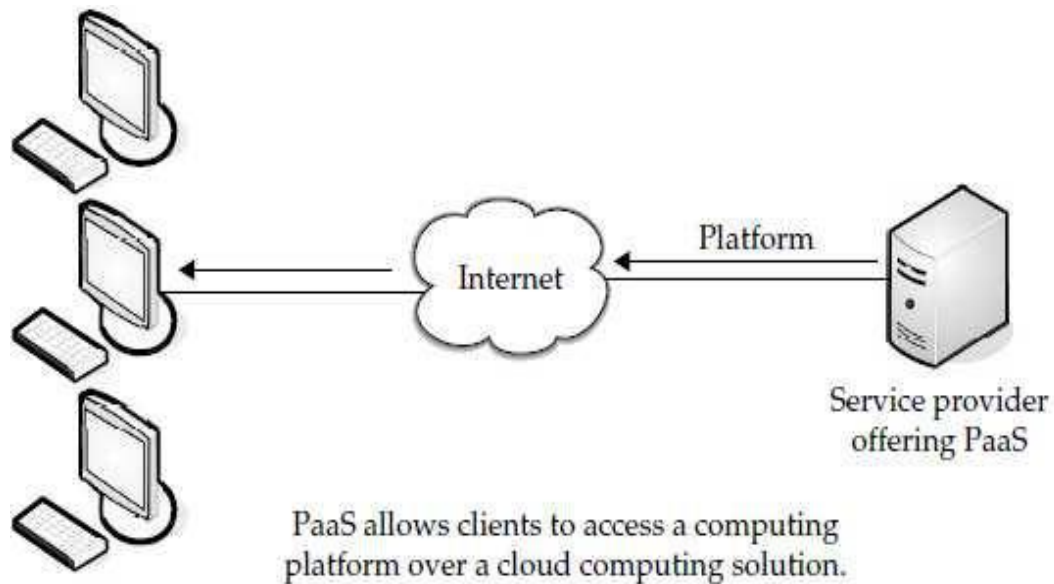 Platform
Internet
Service provider
offering PaaS
PaaS allows clients to access a computing
platform over a cloud computing solution.